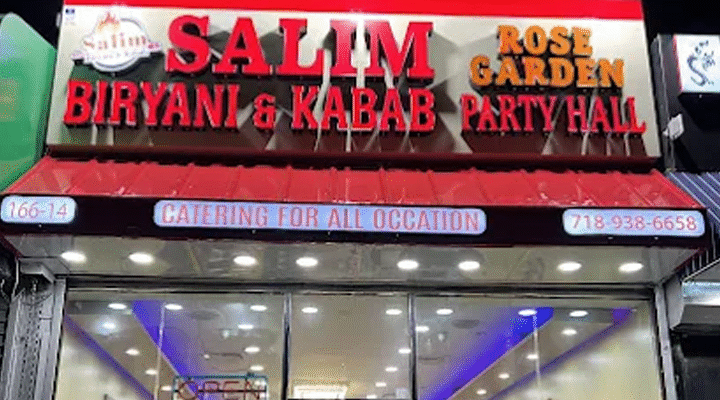 Salim
SALIM
BIRYANI & KABAB
ROSE
GARDEN
PARTY HALL
166-14
CATERING FOR ALL OCCATION
718-938-6658
OPEN